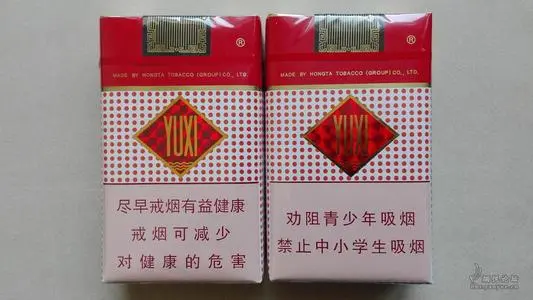 ®
MADE BY HONGTA TOBACCO (GROUP) CO., LTD.
YUXI
尽早戒烟有益健康
戒烟可减少
对健康的危害
®
MADE BY HONGTA TOBACCO (GROUP) CO., LTD.
YUXI
劝阻青少年吸烟
禁止中小学生吸烟